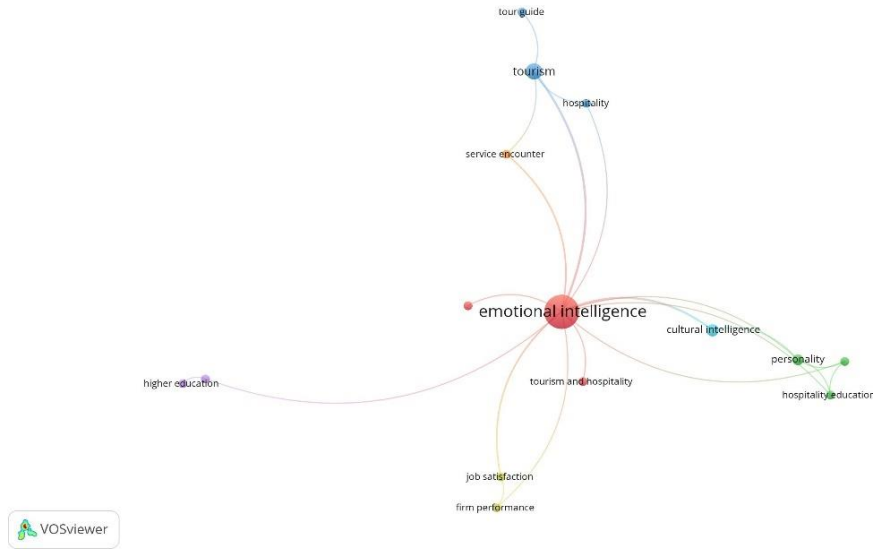 tour guide
tourism
hospitality
service encounter
emotional intelligence
cultural intelligence
personality
higher education
tourism and hospitality
hospitality education
job satisfaction
firm performance
VOSviewer